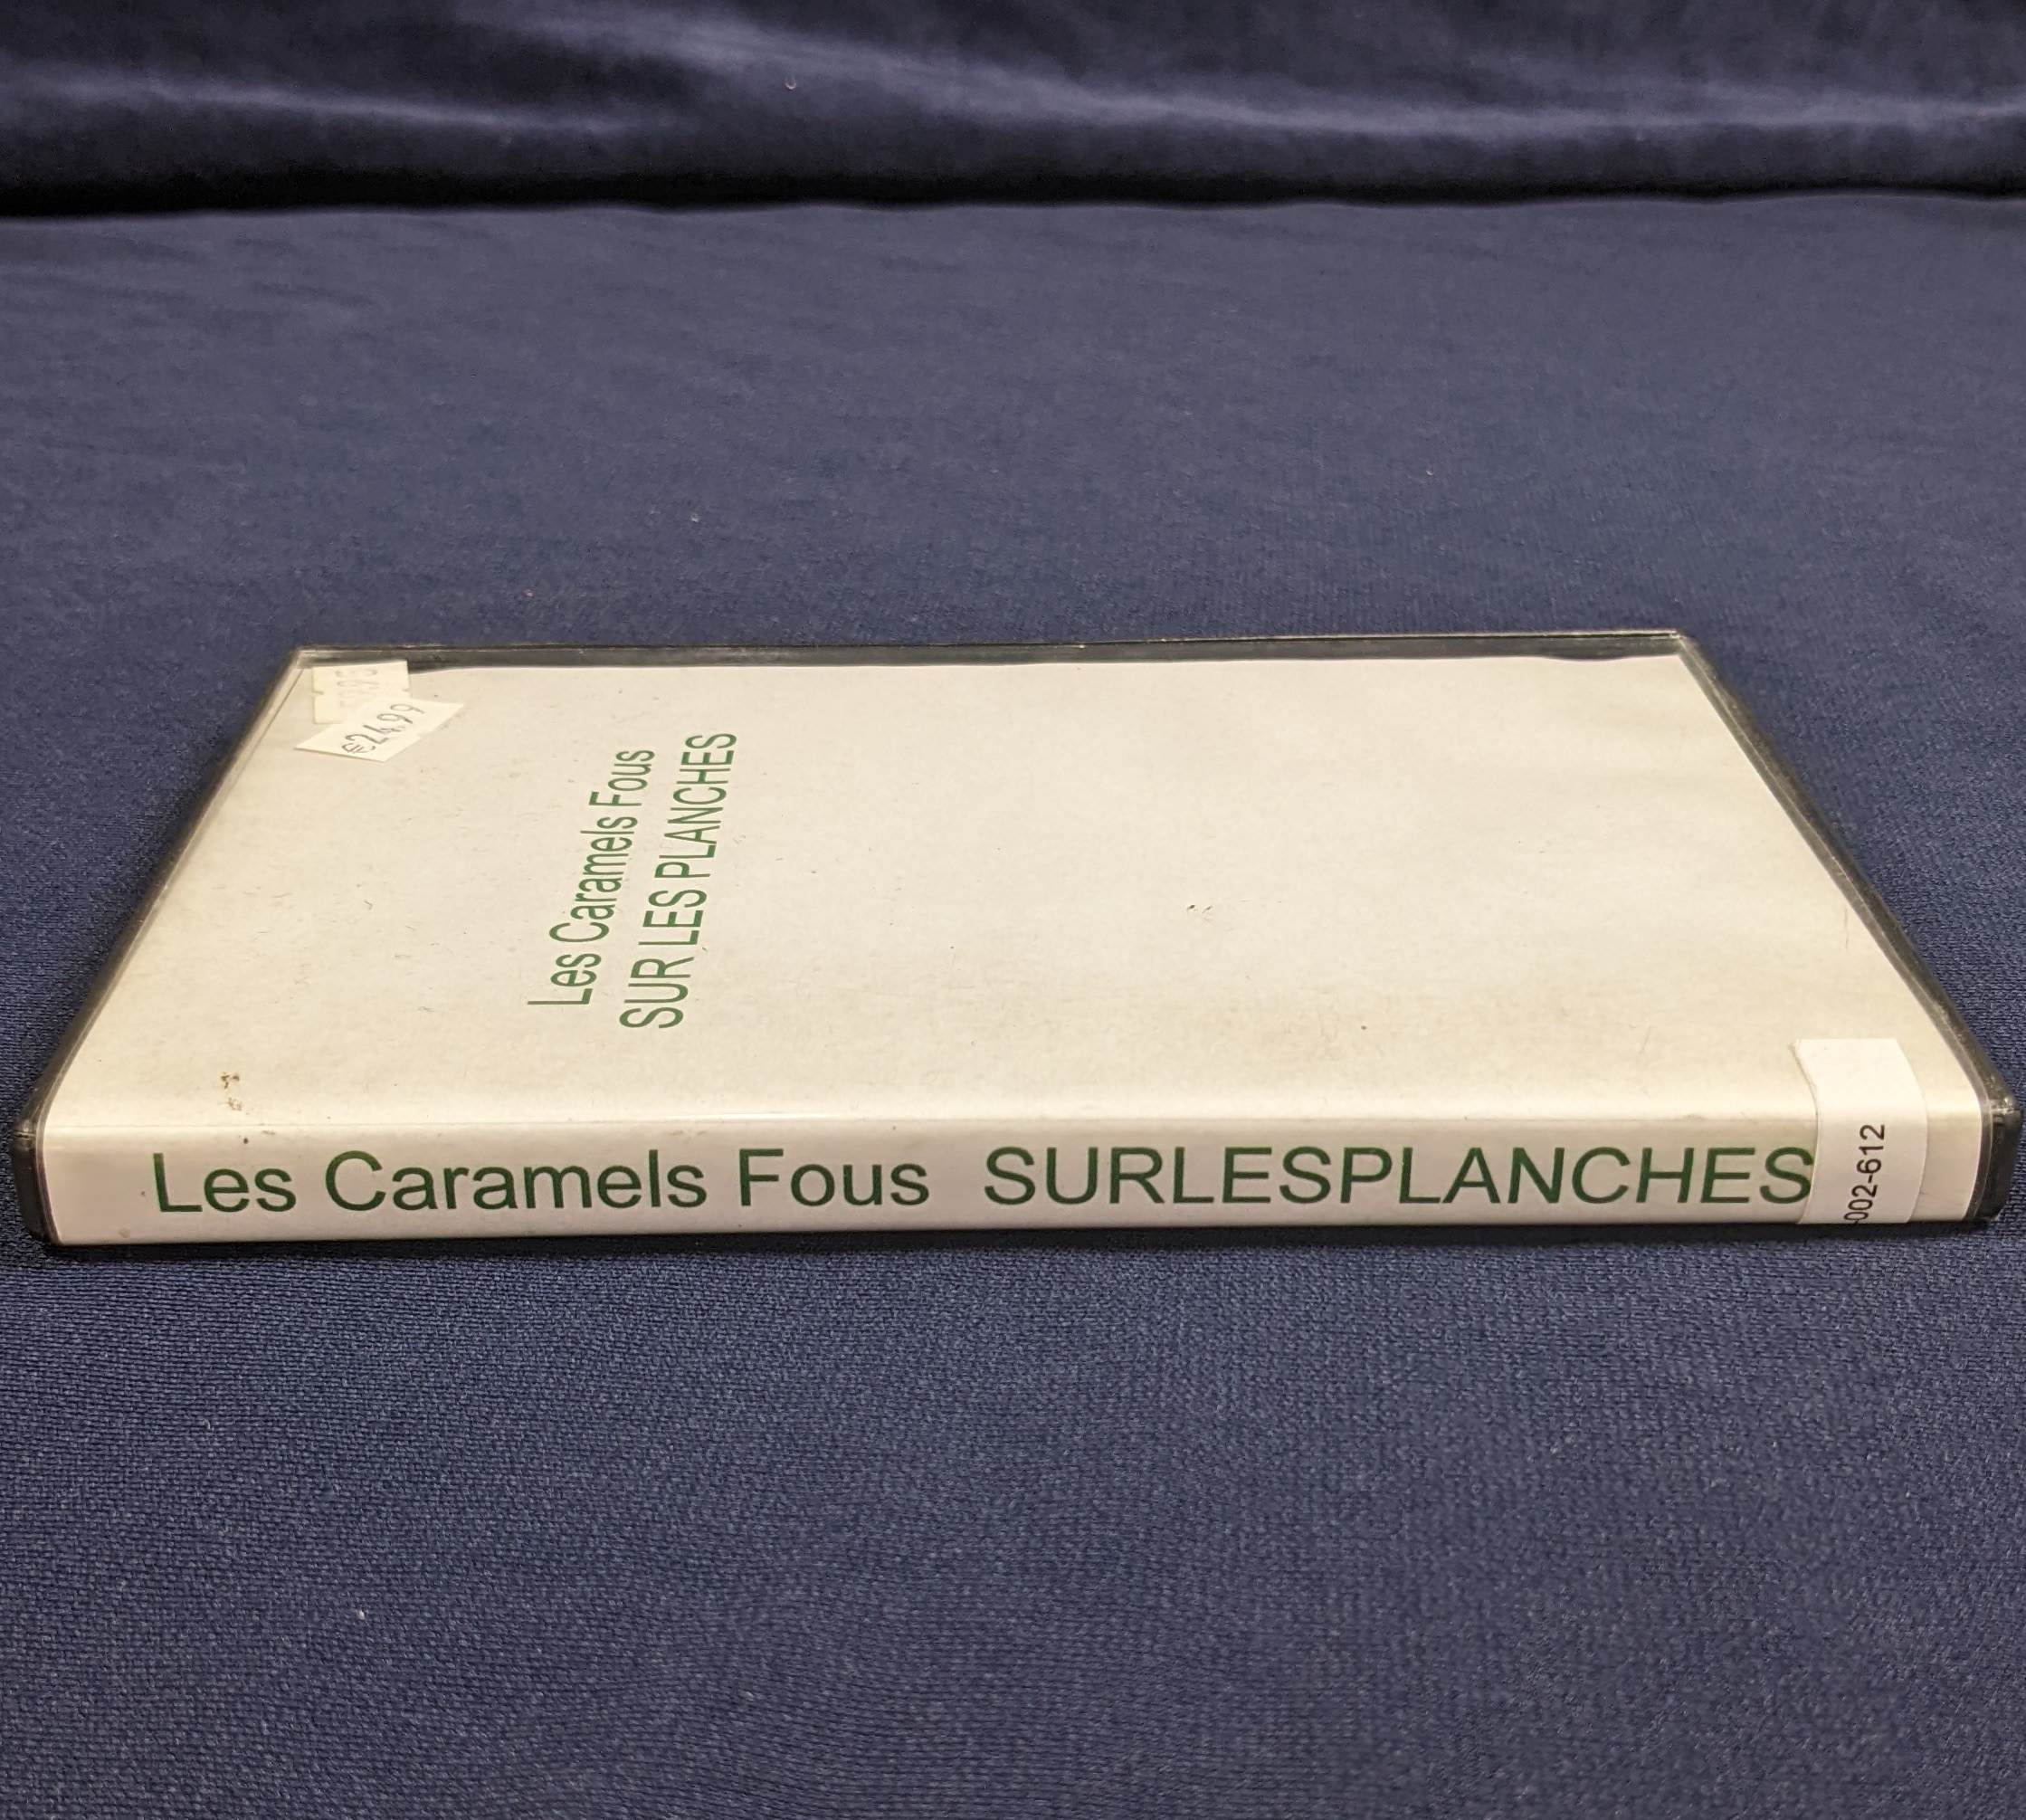 €24,99
Les Caramels Fous
SUR LES PLANCHES
Les Caramels Fous SURLESPLANCHES
002-612